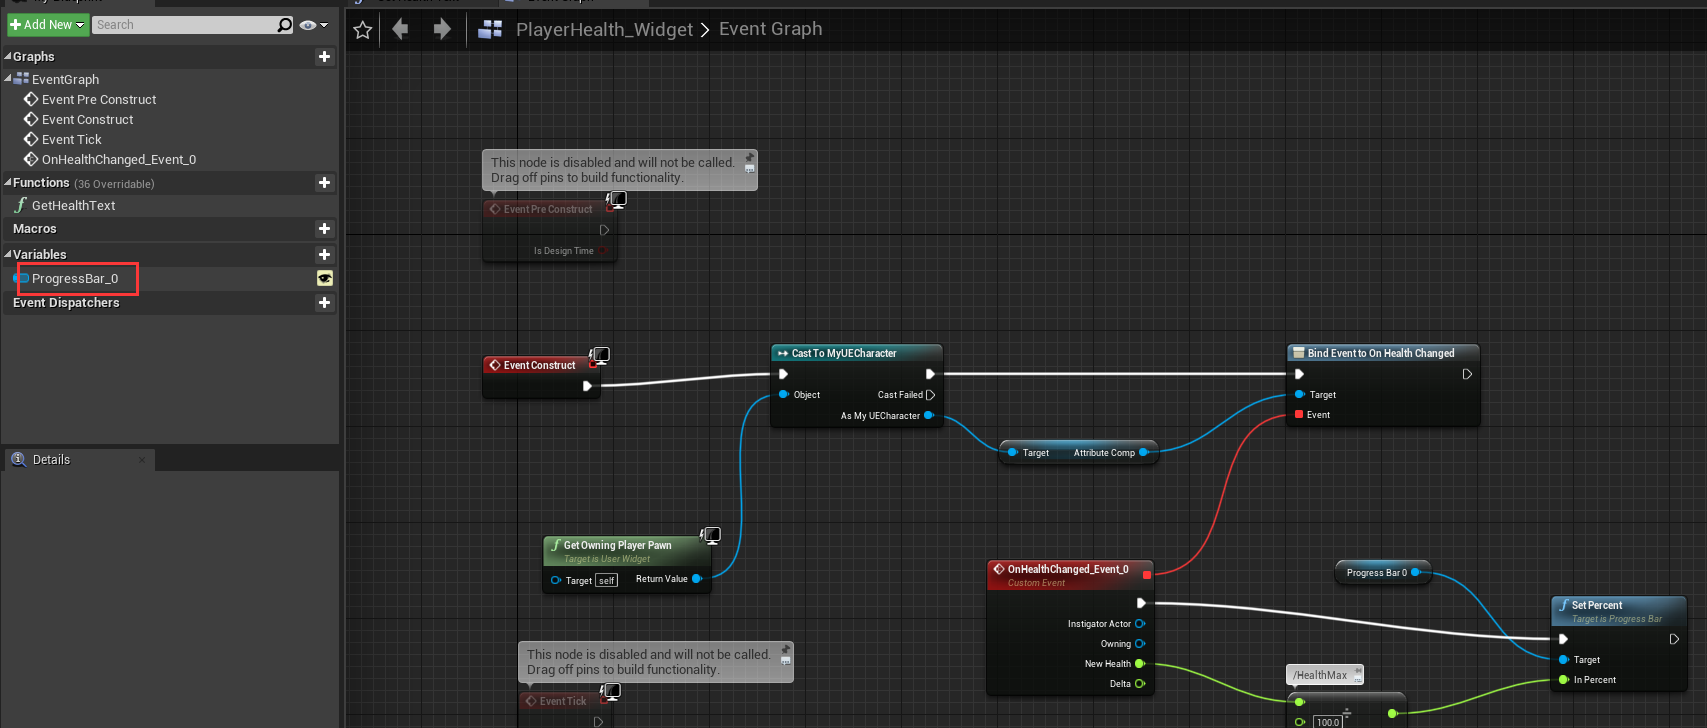 Add New
Search
Graphs
EventGraph
Event Pre Construct
Event Construct
Event Tick
OnHealthChanged_Event_0
Functions (36 Overridable)
GetHealthText
Macros
Variables
ProgressBar_0
Event Dispatchers
Details
PlayerHealth_Widget > Event Graph
This node is disabled and will not be called.
Drag off pins to build functionality.
Event Pre Construct
Is Design Time
Event Construct
Cast To MyUECharacter
Object
Cast Failed
As My UECharacter
Target
Attribute Comp
Bind Event to On Health Changed
Target
Event
Get Owning Player Pawn
Target is User Widget
Target self
Return Value
OnHealthChanged_Event_0
Custom Event
Instigator Actor
Owning
New Health
Delta
Progress Bar 0
Set Percent
Target is Progress Bar
Target
In Percent
/HealthMax
100.0
This node is disabled and will not be called.
Drag off pins to build functionality.
Event Tick